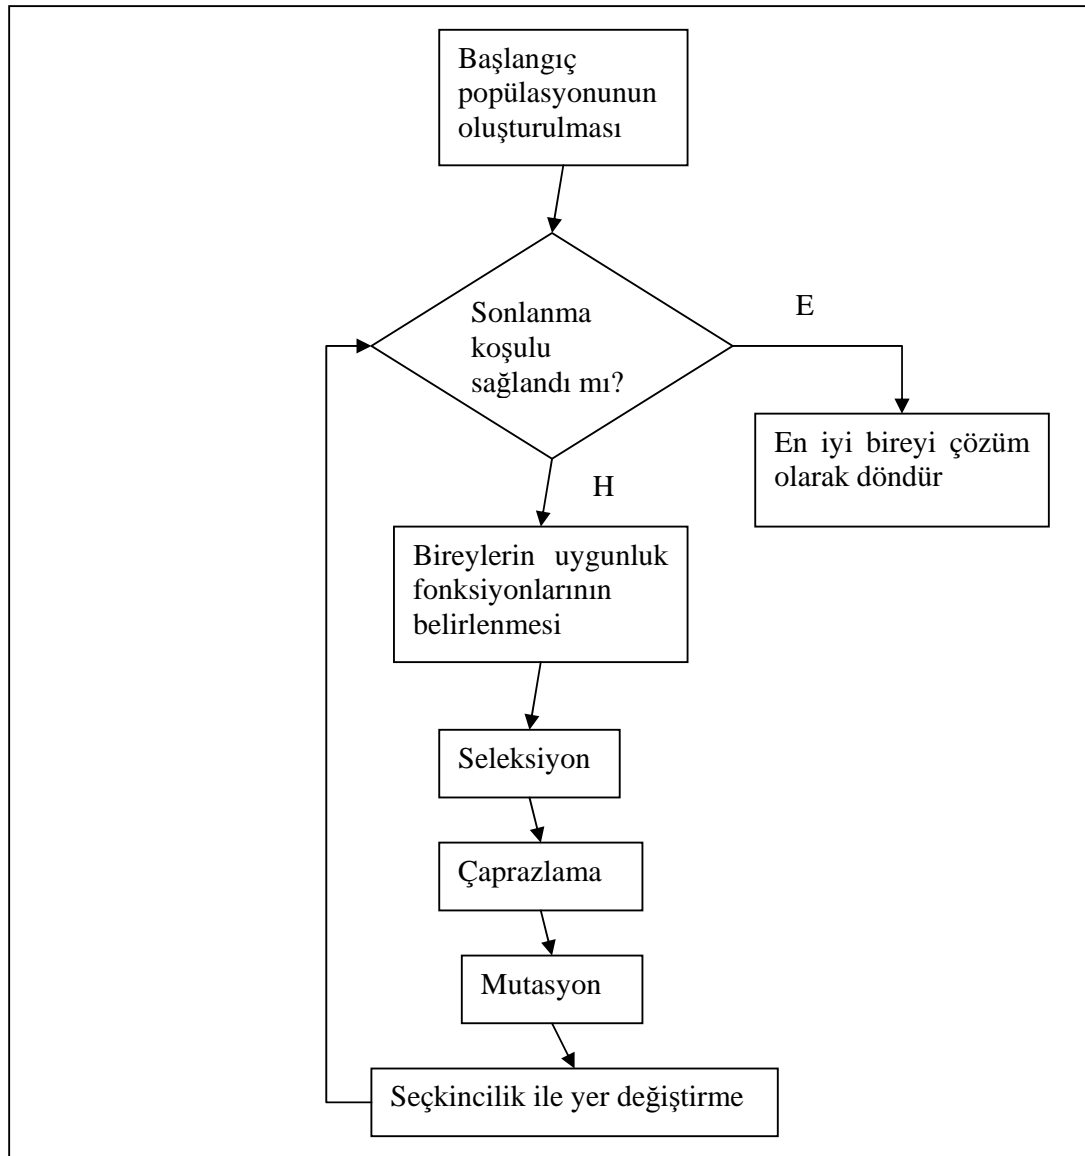 Başlangıç
popülasyonunun
oluşturulması
Sonlanma
koşulu
sağlandı mı?
E
En iyi bireyi çözüm
olarak döndür
H
Bireylerin uygunluk
fonksiyonlarının
belirlenmesi
Seleksiyon
Çaprazlama
Mutasyon
Seçkincilik ile yer değiştirme